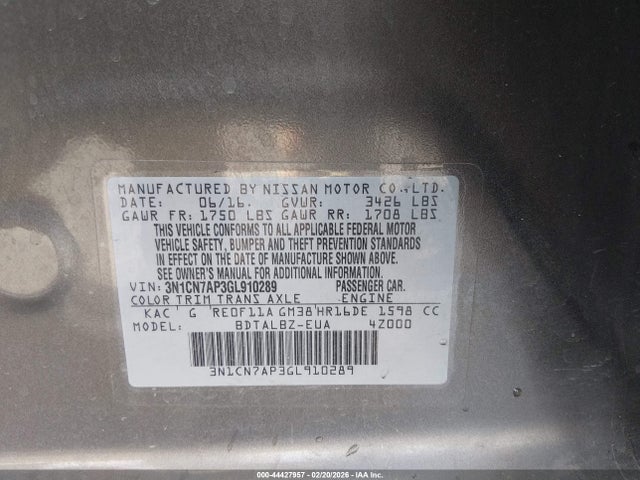 MANUFACTURED BY NISSAN MOTOR CO.,LTD.
DATE: 06/16. GVWR: 3426 LBS
GAWR FR: 1750 LBS GAWR RR: 1708 LBS
THIS VEHICLE CONFORMS TO ALL APPLICABLE FEDERAL MOTOR
VEHICLE SAFETY, BUMPER AND THEFT PREVENTION STANDARDS
IN EFFECT ON THE DATE OF MANUFACTURE SHOWN ABOVE.
SEE OWNER'S MANUAL FOR ADDITIONAL INFORMATION.
VIN: 3N1CN7AP3GL910289 PASSENGER CAR.
COLOR TRIM TRANS AXLE ENGINE
KAC G RE0F11A GM38 HR16DE 1598 CC
MODEL: BDTALBZ-EUA 4Z000
3N1CN7AP3GL910289
000-44427957 - 02/20/2026 - IAA Inc.